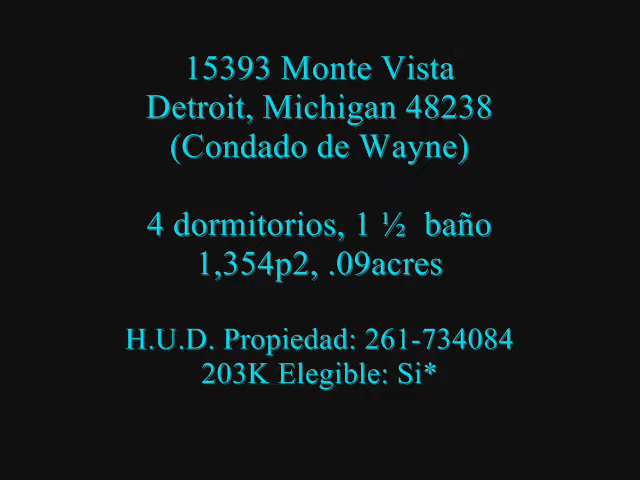 15393 Monte Vista
Detroit, Michigan 48238
(Condado de Wayne)
4 dormitorios, 1 ½ baño
1,354p2, .09acres
H.U.D. Propiedad: 261-734084
203K Elegible: Si*